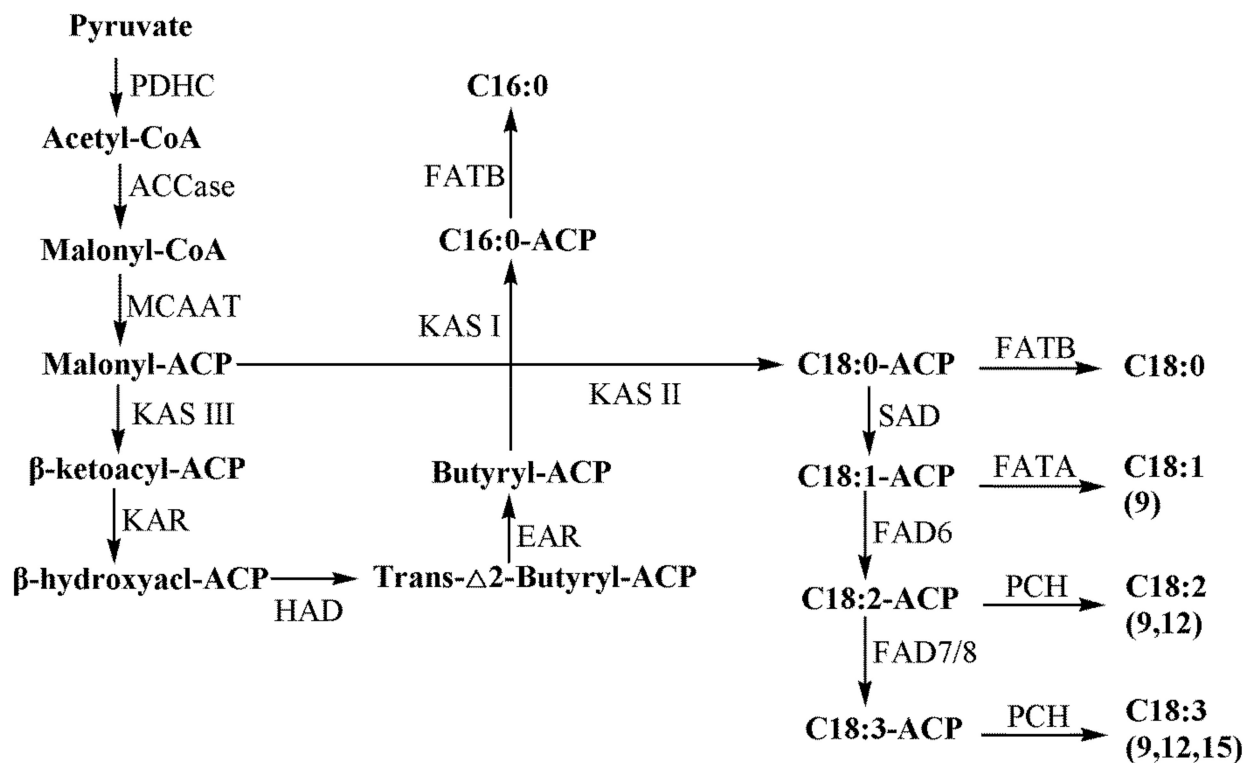 Pyruvate
PDHC
Acetyl-CoA
ACCase
Malonyl-CoA
MCAAT
Malonyl-ACP
KAS III
β-ketoacyl-ACP
KAR
β-hydroxyacl-ACP
HAD
Trans-△2-Butyryl-ACP
EAR
Butyryl-ACP
KAS I
C16:0-ACP
FATB
C16:0
KAS II
C18:0-ACP
FATB
C18:0
SAD
C18:1-ACP
FATA
C18:1
(9)
FAD6
C18:2-ACP
PCH
C18:2
(9,12)
FAD7/8
C18:3-ACP
PCH
C18:3
(9,12,15)